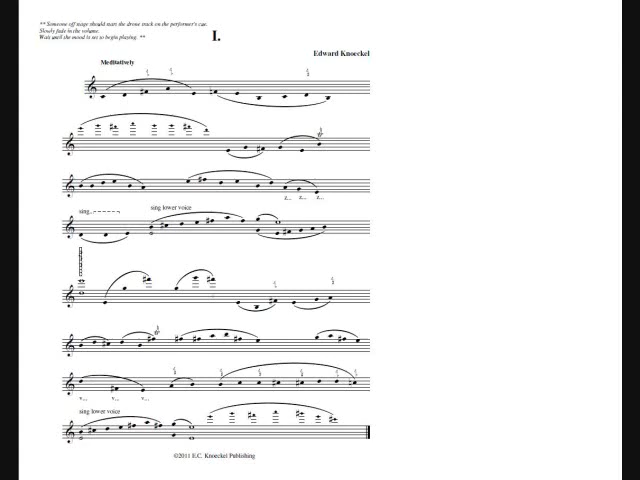 ** Someone off stage should start the drone track on the performer's cue.
Slowly fade in the volume.
Wait until the mood is set to begin playing. **
I.
Edward Knoeckel
Meditatively
z... z... z...
sing
sing lower voice
v... v... v...
sing lower voice
©2011 E.C. Knoeckel Publishing